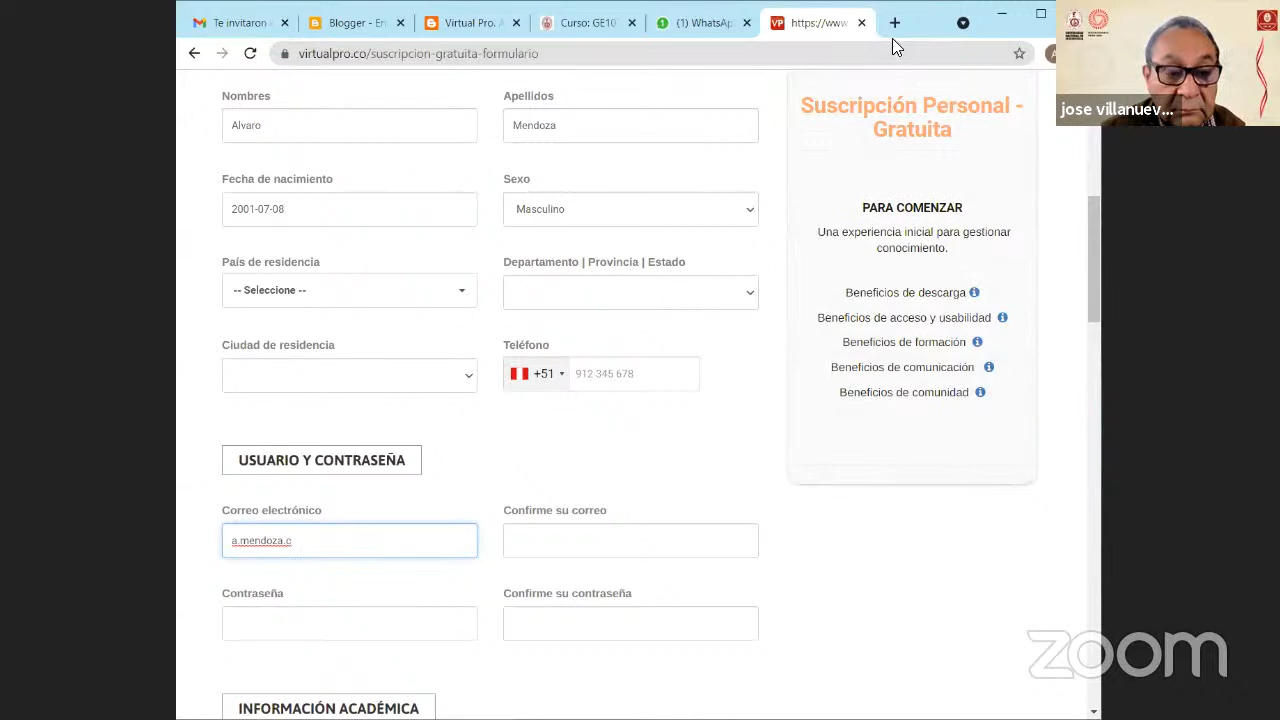 Te invitaron
Blogger - E
Virtual Pro. A
Curso: GE10
(1) WhatsAp
VP
https://www
virtualpro.co/suscripcion-gratuita-formulario
Nombres
Apellidos
Alvaro
Mendoza
Fecha de nacimiento
Sexo
2001-07-08
Masculino
País de residencia
Departamento | Provincia | Estado
-- Seleccione --
Ciudad de residencia
Teléfono
+51
912 345 678
USUARIO Y CONTRASEÑA
Correo electrónico
Confirme su correo
a.mendoza.c
Contraseña
Confirme su contraseña
INFORMACIÓN ACADÉMICA
Suscripción Personal -
Gratuita
PARA COMENZAR
Una experiencia inicial para gestionar
conocimiento.
Beneficios de descarga
Beneficios de acceso y usabilidad
Beneficios de formación
Beneficios de comunicación
Beneficios de comunidad
jose villanuev...
zoom